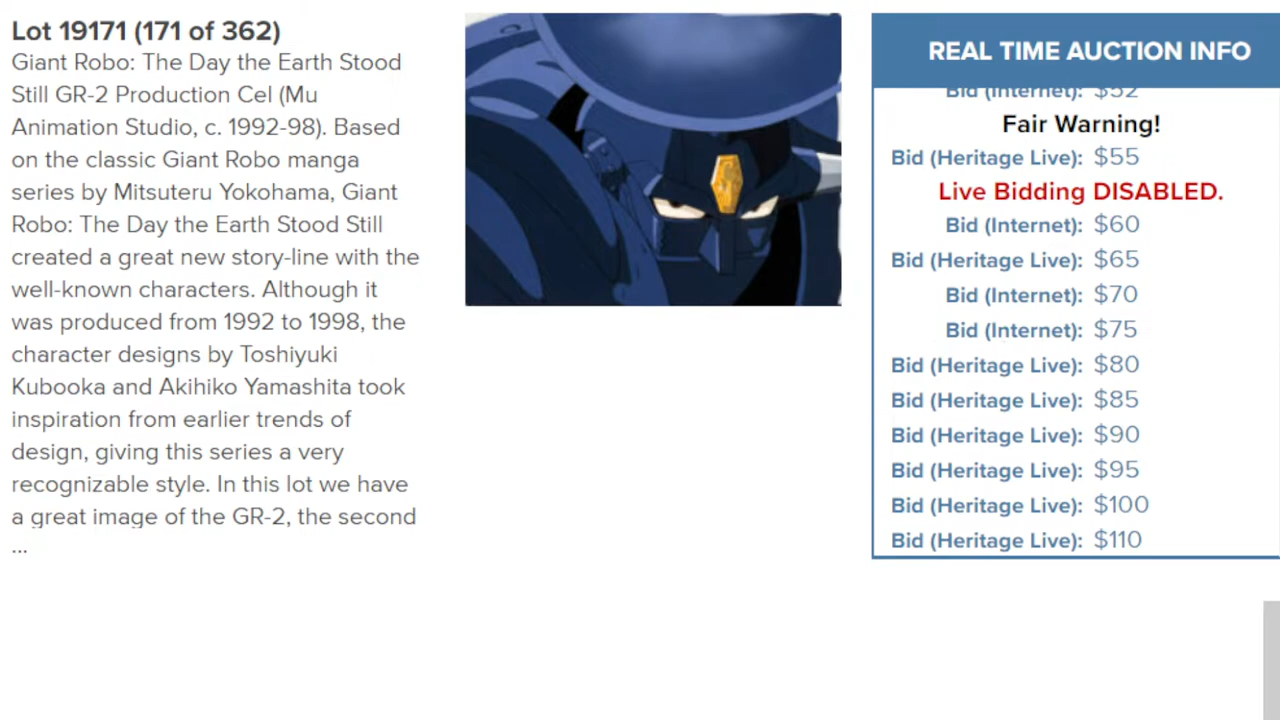 Lot 19171 (171 of 362)
Giant Robo: The Day the Earth Stood
Still GR-2 Production Cel (Mu
Animation Studio, c. 1992-98). Based
on the classic Giant Robo manga
series by Mitsuteru Yokohama, Giant
Robo: The Day the Earth Stood Still
created a great new story-line with the
well-known characters. Although it
was produced from 1992 to 1998, the
character designs by Toshiyuki
Kubooka and Akihiko Yamashita took
inspiration from earlier trends of
design, giving this series a very
recognizable style. In this lot we have
a great image of the GR-2, the second
...
REAL TIME AUCTION INFO
Bid (Internet): $52
Fair Warning!
Bid (Heritage Live): $55
Live Bidding DISABLED.
Bid (Internet): $60
Bid (Heritage Live): $65
Bid (Internet): $70
Bid (Internet): $75
Bid (Heritage Live): $80
Bid (Heritage Live): $85
Bid (Heritage Live): $90
Bid (Heritage Live): $95
Bid (Heritage Live): $100
Bid (Heritage Live): $110